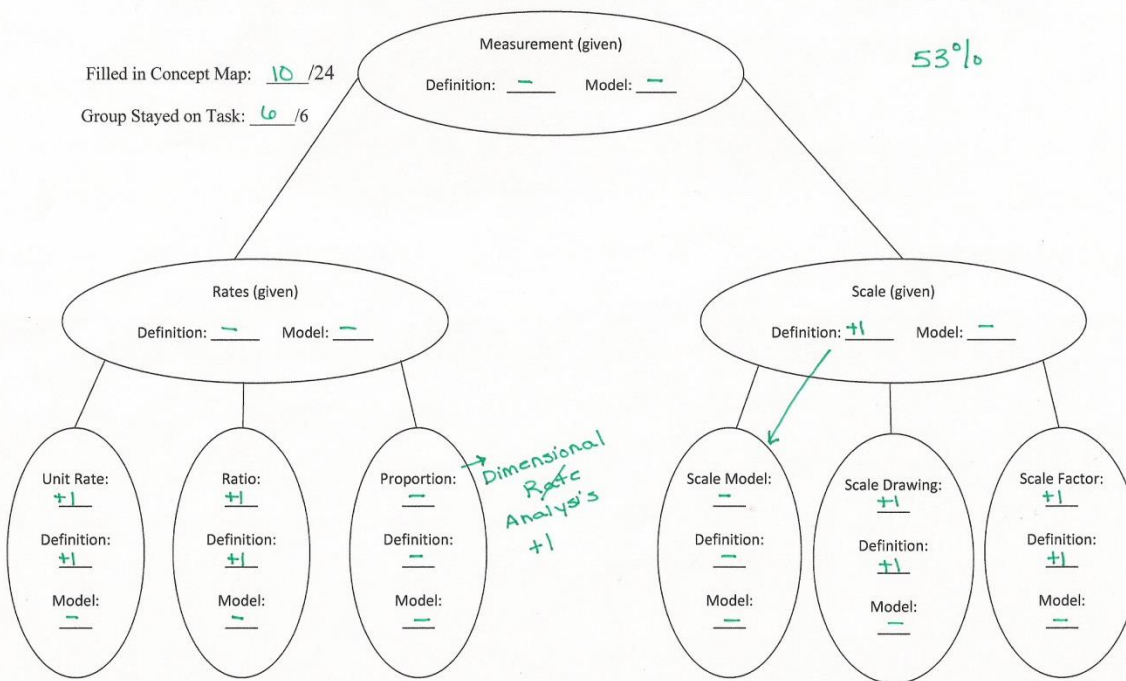 Measurement (given)
Definition: - Model: -
53%
Filled in Concept Map: 10/24
Group Stayed on Task: 6/6
Rates (given)
Definition: - Model: -
Scale (given)
Definition: +1 Model: -
Unit Rate:
+1
Definition:
+1
Model:
-
Ratio:
+1
Definition:
+1
Model:
-
Proportion:
-
Definition:
-
Model:
-
→ Dimensional
Rate
Analysis
+1
Scale Model:
-
Definition:
-
Model:
-
Scale Drawing:
+1
Definition:
+1
Model:
-
Scale Factor:
+1
Definition:
+1
Model:
-